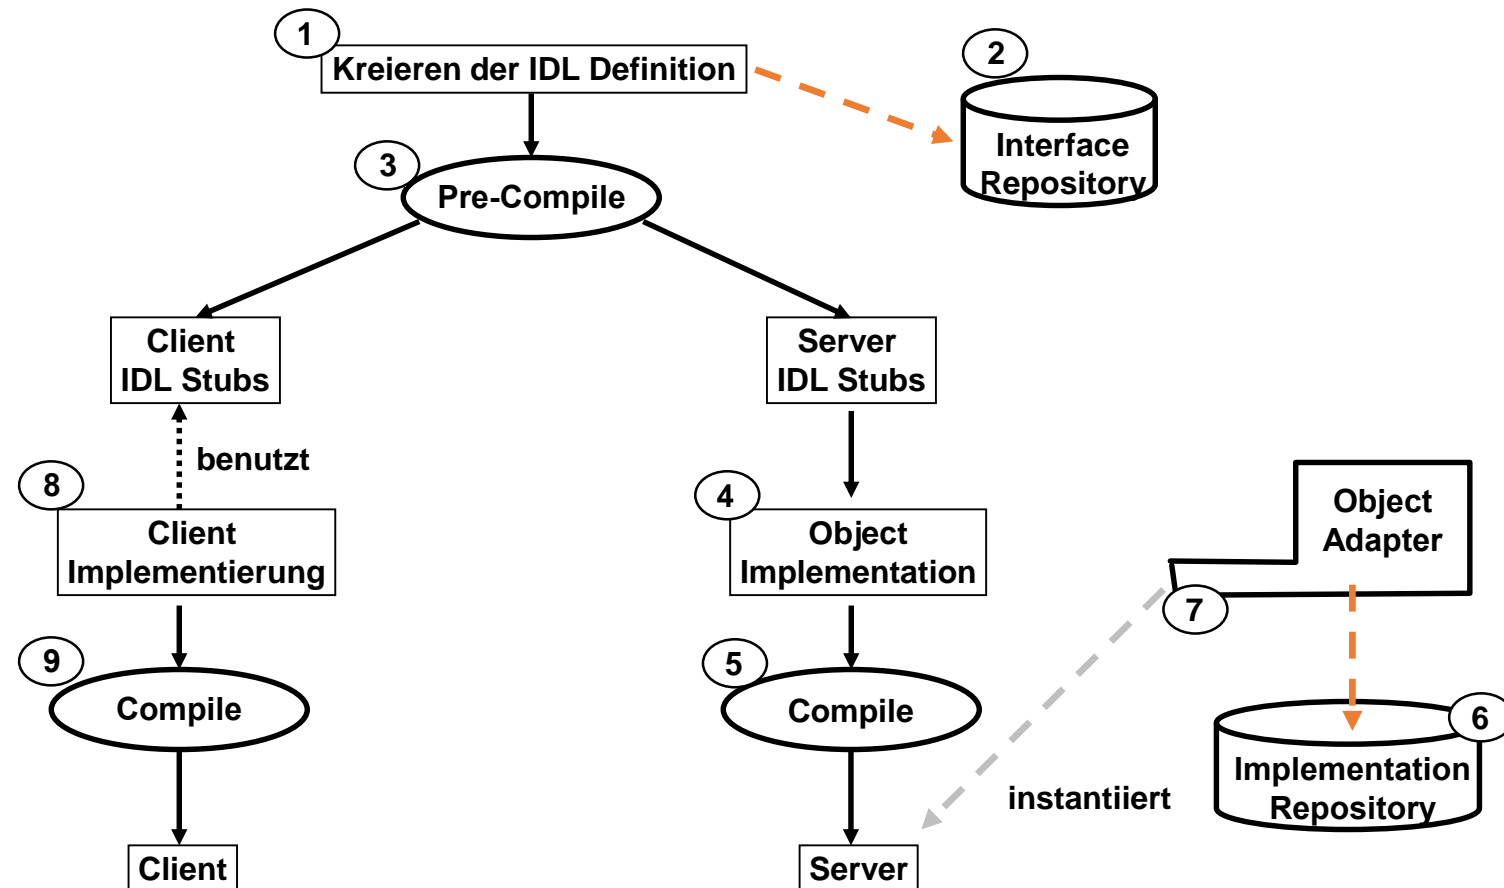 1
Kreieren der IDL Definition
2
Interface
Repository
3
Pre-Compile
Client
IDL Stubs
Server
IDL Stubs
benutzt
8
Client
Implementierung
4
Object
Implementation
Object
Adapter
7
9
Compile
5
Compile
6
Implementation
Repository
instantiiert
Client
Server